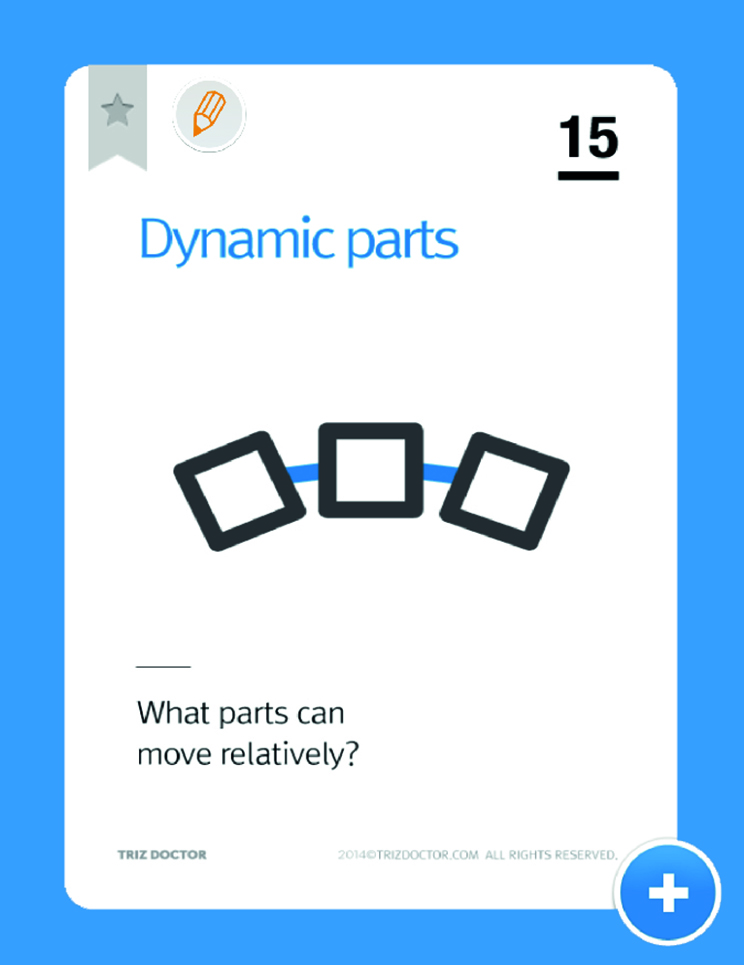 15
Dynamic parts
What parts can
move relatively?
TRIZ DOCTOR
2014©TRIZDOCTOR.COM ALL RIGHTS RESERVED.